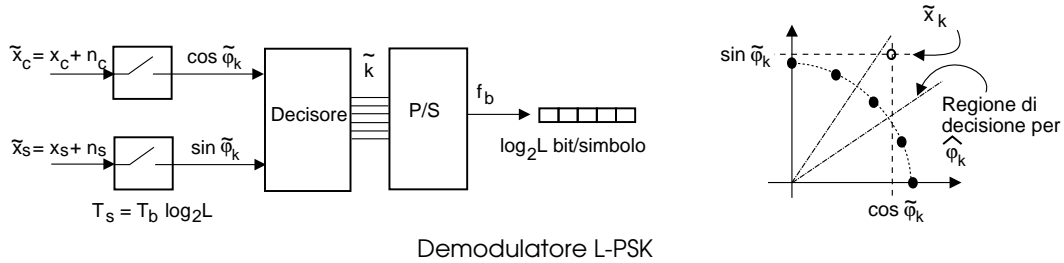 x̃c = xc + nc
cos φ̃k
x̃s = xs + ns
sin φ̃k
Ts = Tb log2L
Decisore
k̃
P/S
fb
log2L bit/simbolo
sin φ̃k
x̃k
Regione di
decisione per
φ̂k
cos φ̃k
Demodulatore L-PSK